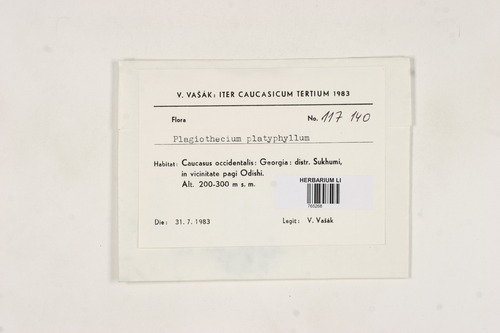 V. VAŠÁK: ITER CAUCASICUM TERTIUM 1983
Flora No. 117 140
Plagiothecium platyphyllum
Habitat: Caucasus occidentalis: Georgia: distr. Sukhumi,
in vicinitate pagi Odishi.
Alt. 200-300 m s. m.
HERBARIUM LI
785268
Die: 31. 7. 1983 Legit: V. Vašák